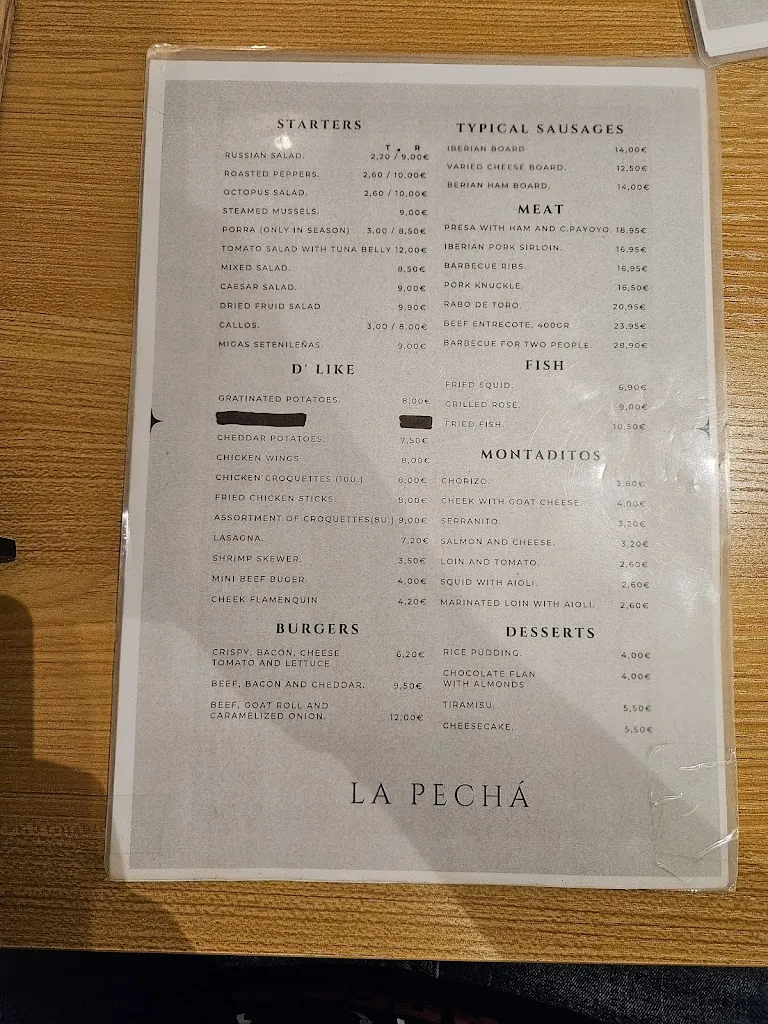 STARTERS
T . R
RUSSIAN SALAD. 2,20 / 9,00€
ROASTED PEPPERS. 2,60 / 10,00€
OCTOPUS SALAD. 2,60 / 10,00€
STEAMED MUSSELS. 9,00€
PORRA (ONLY IN SEASON) 3,00 / 8,50€
TOMATO SALAD WITH TUNA BELLY 12,00€
MIXED SALAD. 8,50€
CAESAR SALAD. 9,00€
DRIED FRUID SALAD 9,90€
CALLOS. 3,00 / 8,00€
MIGAS SETENILEÑAS. 9,00€
D' LIKE
GRATINATED POTATOES. 8,00€
CHEDDAR POTATOES. 7,50€
CHICKEN WINGS 8,00€
CHICKEN CROQUETTES (10U.) 8,00€
FRIED CHICKEN STICKS. 8,00€
ASSORTMENT OF CROQUETTES(8U.) 9,00€
LASAGNA. 7,20€
SHRIMP SKEWER. 3,50€
MINI BEEF BUGER. 4,00€
CHEEK FLAMENQUIN 4,20€
BURGERS
CRISPY, BACON, CHEESE 6,20€
TOMATO AND LETTUCE
BEEF, BACON AND CHEDDAR. 9,50€
BEEF, GOAT ROLL AND
CARAMELIZED ONION. 12,00€
TYPICAL SAUSAGES
IBERIAN BOARD 14,00€
VARIED CHEESE BOARD. 12,50€
BERIAN HAM BOARD. 14,00€
MEAT
PRESA WITH HAM AND C.PAYOYO. 18,95€
IBERIAN PORK SIRLOIN. 16,95€
BARBECUE RIBS. 16,95€
PORK KNUCKLE. 16,50€
RABO DE TORO. 20,95€
BEEF ENTRECOTE, 400GR 23,95€
BARBECUE FOR TWO PEOPLE. 28,90€
FISH
FRIED SQUID. 6,90€
GRILLED ROSE. 9,00€
FRIED FISH. 10,50€
MONTADITOS
CHORIZO. 2,60€
CHEEK WITH GOAT CHEESE. 4,00€
SERRANITO. 3,20€
SALMON AND CHEESE. 3,20€
LOIN AND TOMATO. 2,60€
SQUID WITH AIOLI. 2,60€
MARINATED LOIN WITH AIOLI. 2,60€
DESSERTS
RICE PUDDING. 4,00€
CHOCOLATE FLAN 4,00€
WITH ALMONDS
TIRAMISU. 5,50€
CHEESECAKE. 5,50€
LA PECHÁ